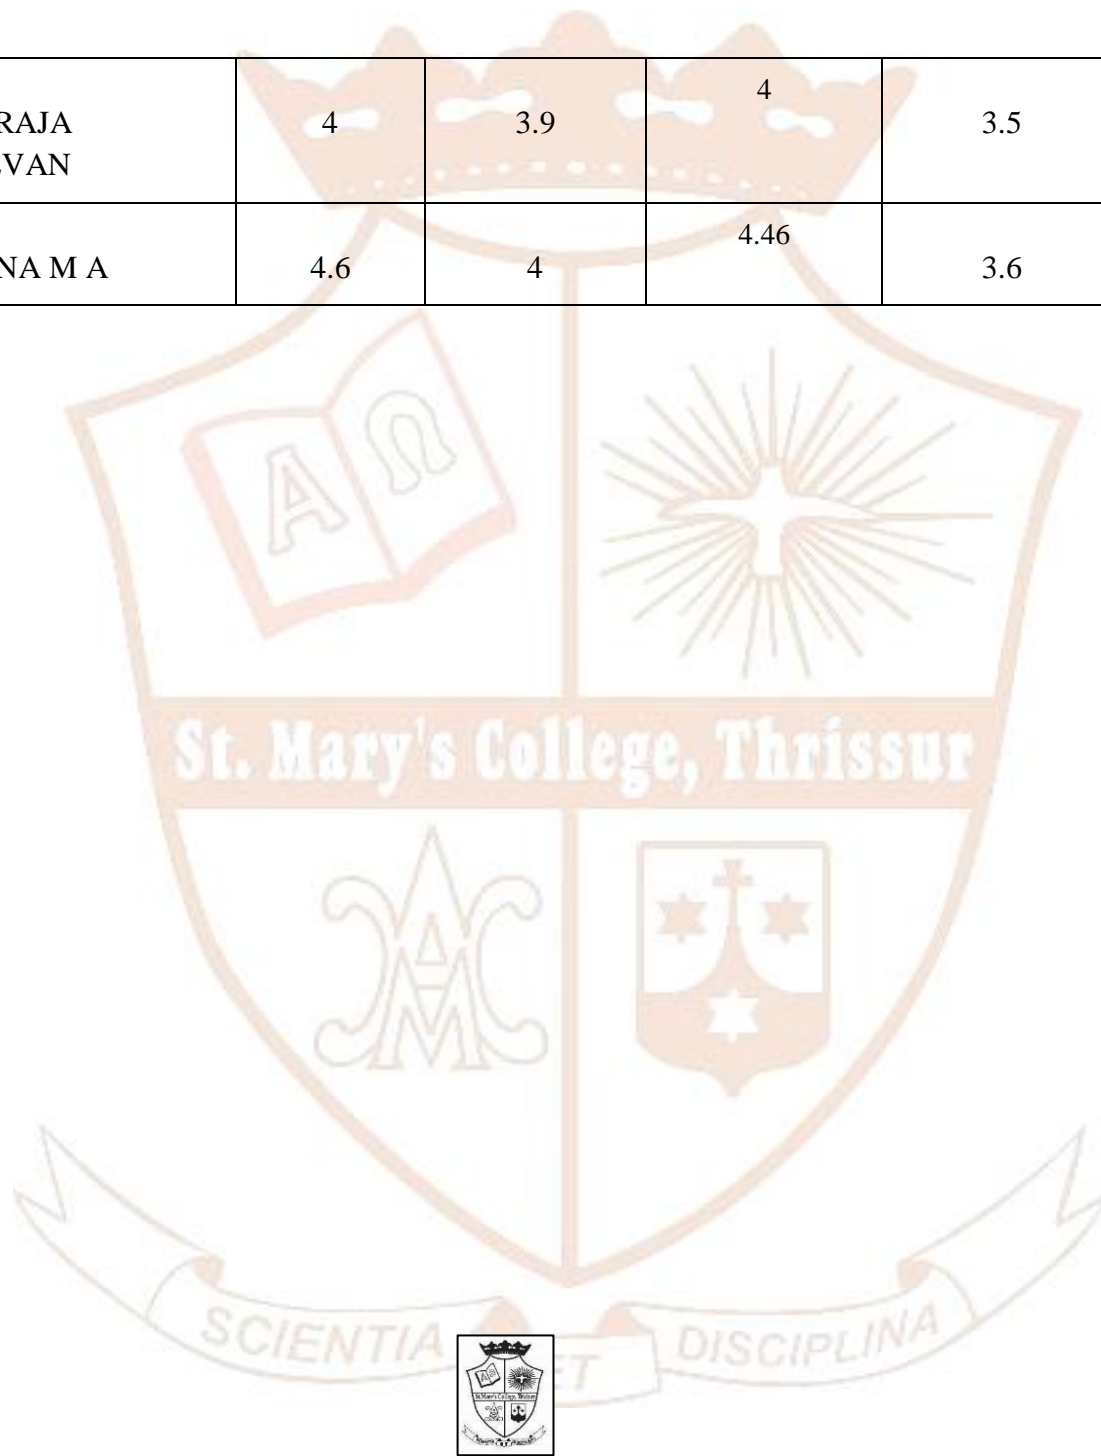 RAJA 4 3.9 4 3.5
NA M A 4.6 4 4.46 3.6
Α Ω
St. Mary's College, Thrissur
SCIENTIA ET DISCIPLINA